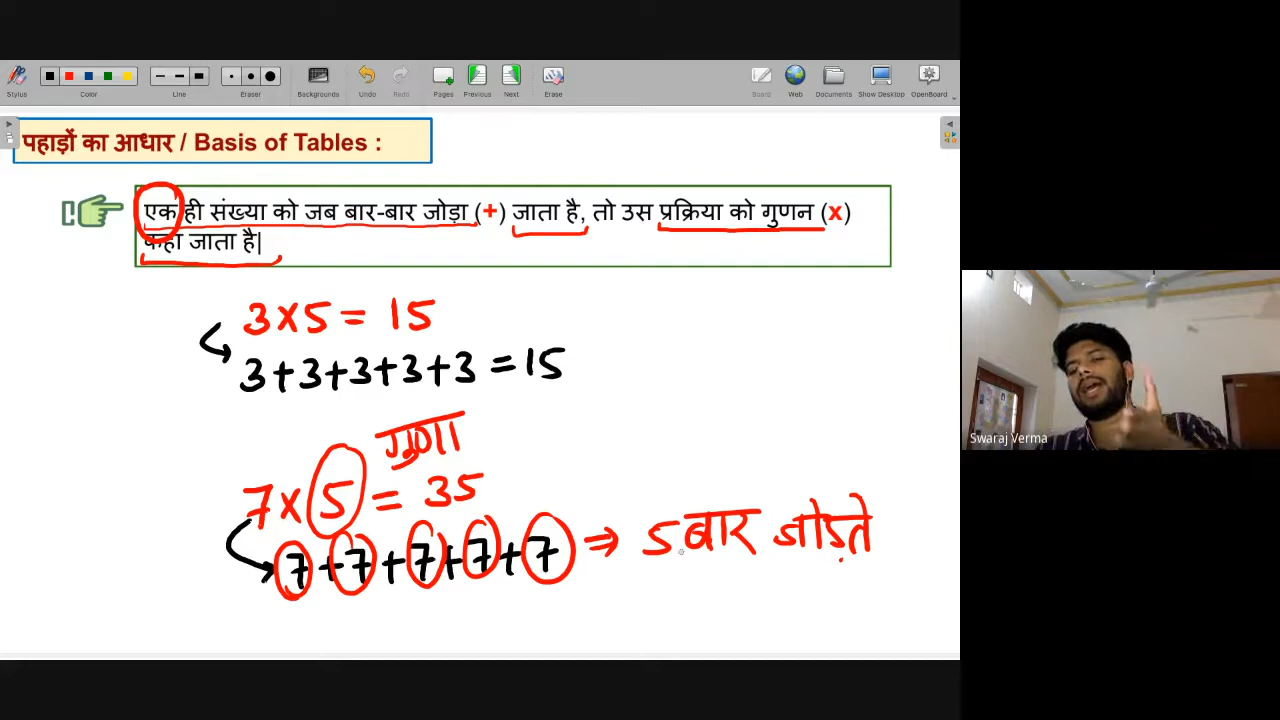 Stylus
Color
Line
Eraser
Backgrounds
Undo
Redo
Pages
Previous
Next
Erase
Board
Web
Documents
Show Desktop
OpenBoard
पहाड़ों का आधार / Basis of Tables :
एक ही संख्या को जब बार-बार जोड़ा (+) जाता है, तो उस प्रक्रिया को गुणन (x)
कहा जाता है|
3x5 = 15
3+3+3+3+3 = 15
गुणा
7x5 = 35
7+7+7+7+7 ⇒ 5 बार जोड़ते
Swaraj Verma